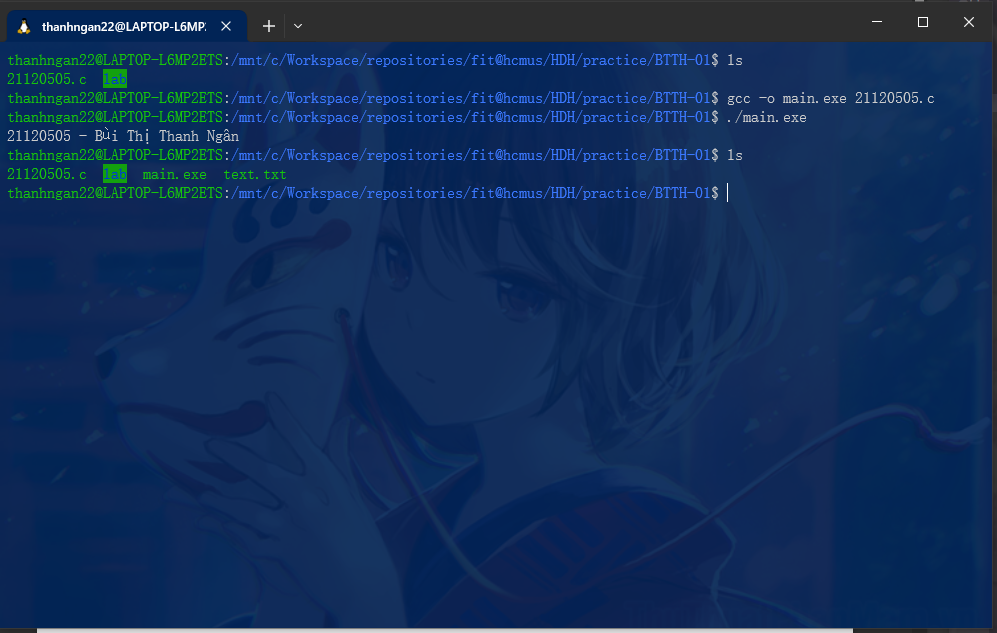 thanhngan22@LAPTOP-L6MP
thanhngan22@LAPTOP-L6MP2ETS:/mnt/c/Workspace/repositories/fit@hcmus/HDH/practice/BTTH-01$ ls
21120505.c lab
thanhngan22@LAPTOP-L6MP2ETS:/mnt/c/Workspace/repositories/fit@hcmus/HDH/practice/BTTH-01$ gcc -o main.exe 21120505.c
thanhngan22@LAPTOP-L6MP2ETS:/mnt/c/Workspace/repositories/fit@hcmus/HDH/practice/BTTH-01$ ./main.exe
21120505 - Bùi Thị Thanh Ngân
thanhngan22@LAPTOP-L6MP2ETS:/mnt/c/Workspace/repositories/fit@hcmus/HDH/practice/BTTH-01$ ls
21120505.c lab main.exe text.txt
thanhngan22@LAPTOP-L6MP2ETS:/mnt/c/Workspace/repositories/fit@hcmus/HDH/practice/BTTH-01$